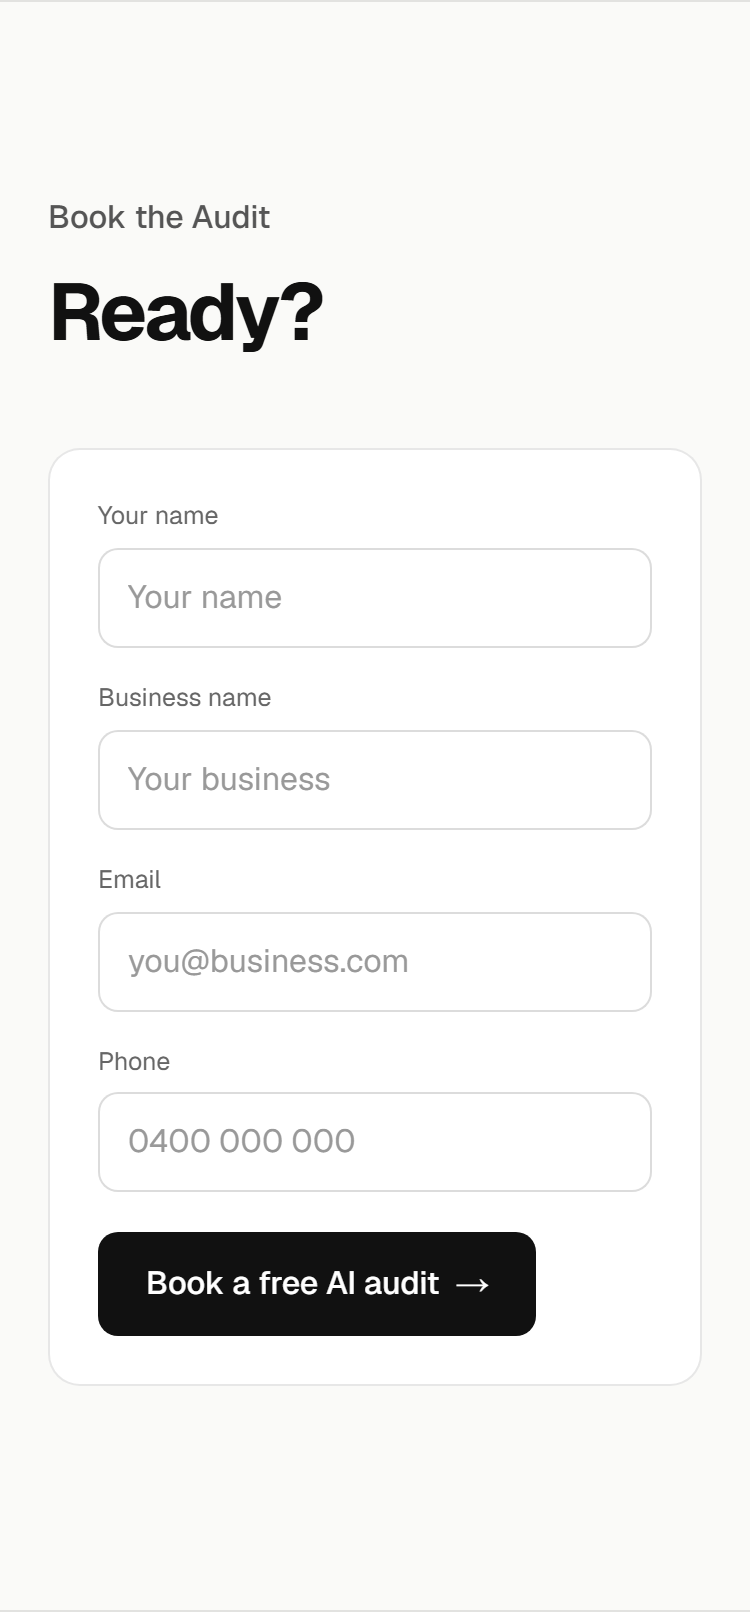 Book the Audit
Ready?
Your name
Your name
Business name
Your business
Email
you@business.com
Phone
0400 000 000
Book a free AI audit →